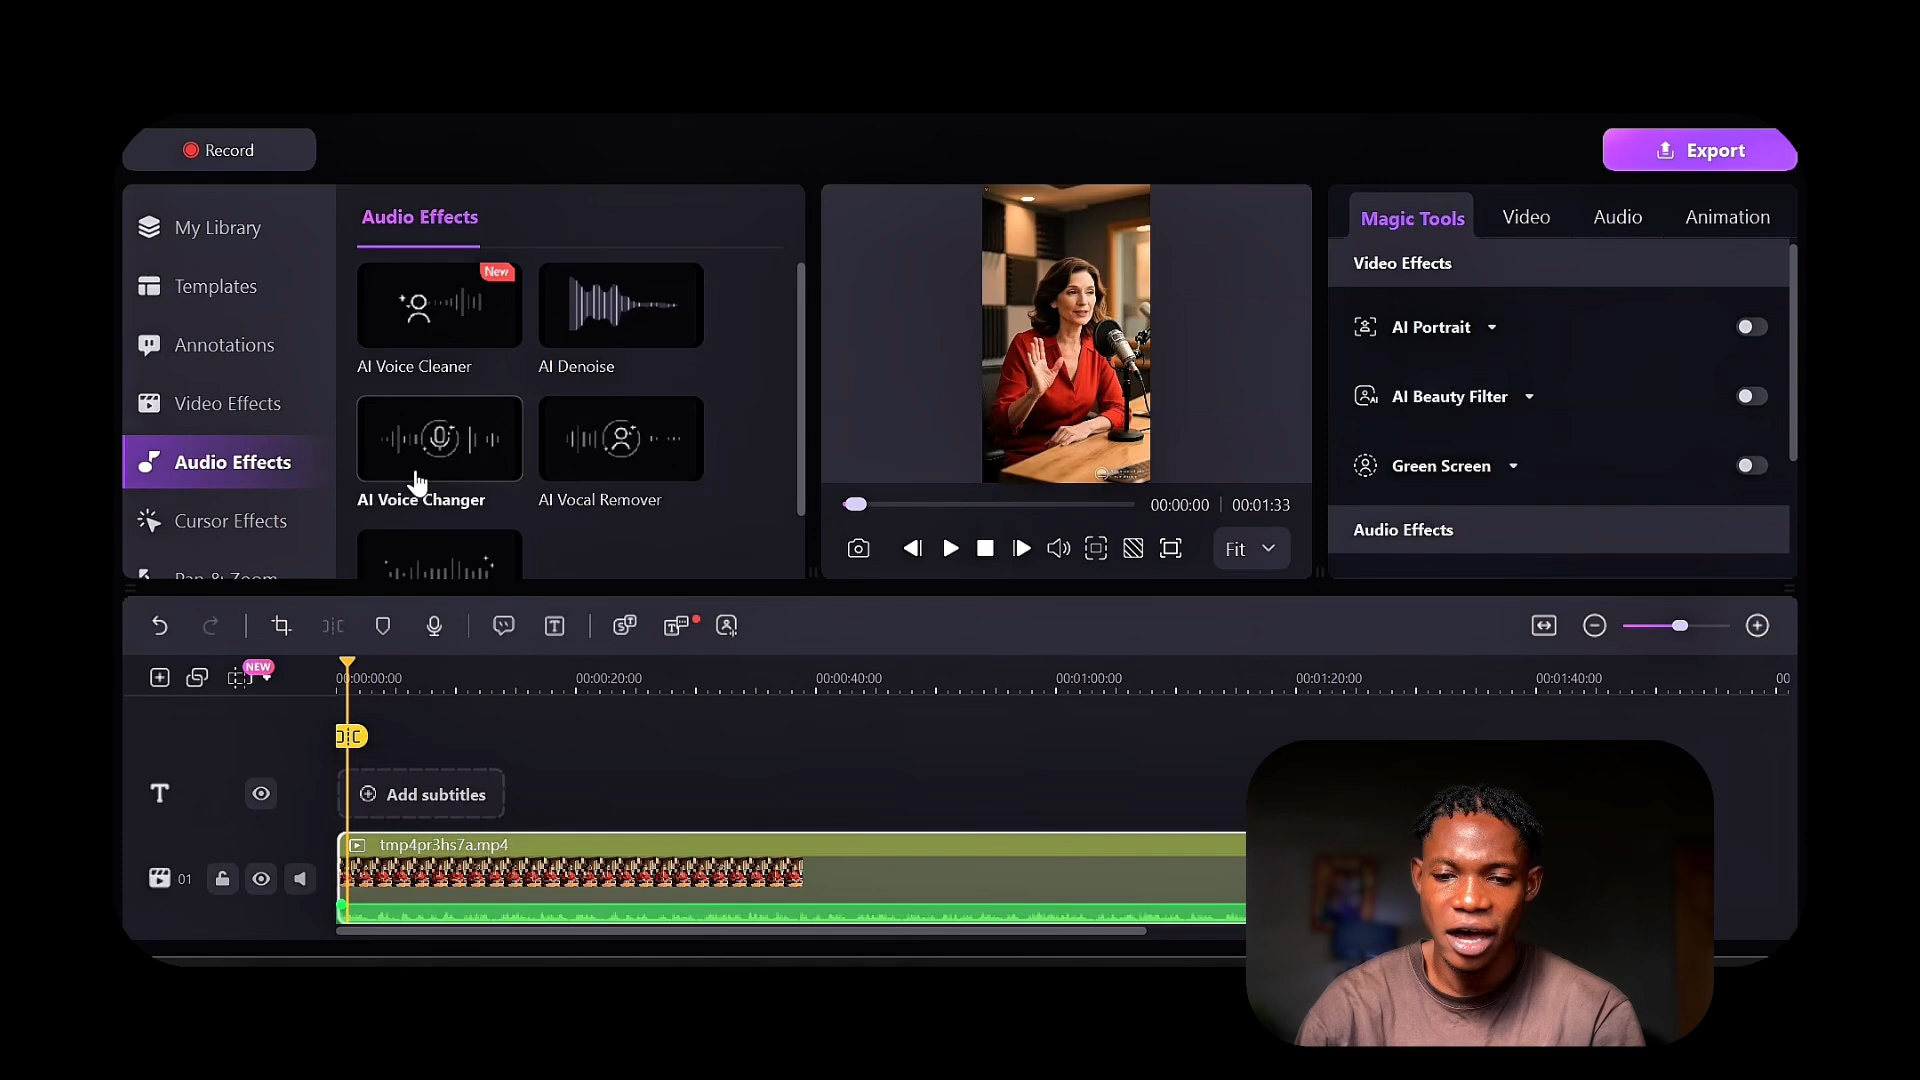 Record
Export
My Library
Templates
Annotations
Video Effects
Audio Effects
Cursor Effects
Pan & Zoom
Audio Effects
New
AI Voice Cleaner
AI Denoise
AI Voice Changer
AI Vocal Remover
00:00:00 | 00:01:33
Fit
Magic Tools Video Audio Animation
Video Effects
AI Portrait
AI Beauty Filter
AI
Green Screen
Audio Effects
NEW
00:00:00:00 00:00:20:00 00:00:40:00 00:01:00:00 00:01:20:00 00:01:40:00 00
Add subtitles
tmp4pr3hs7a.mp4
01